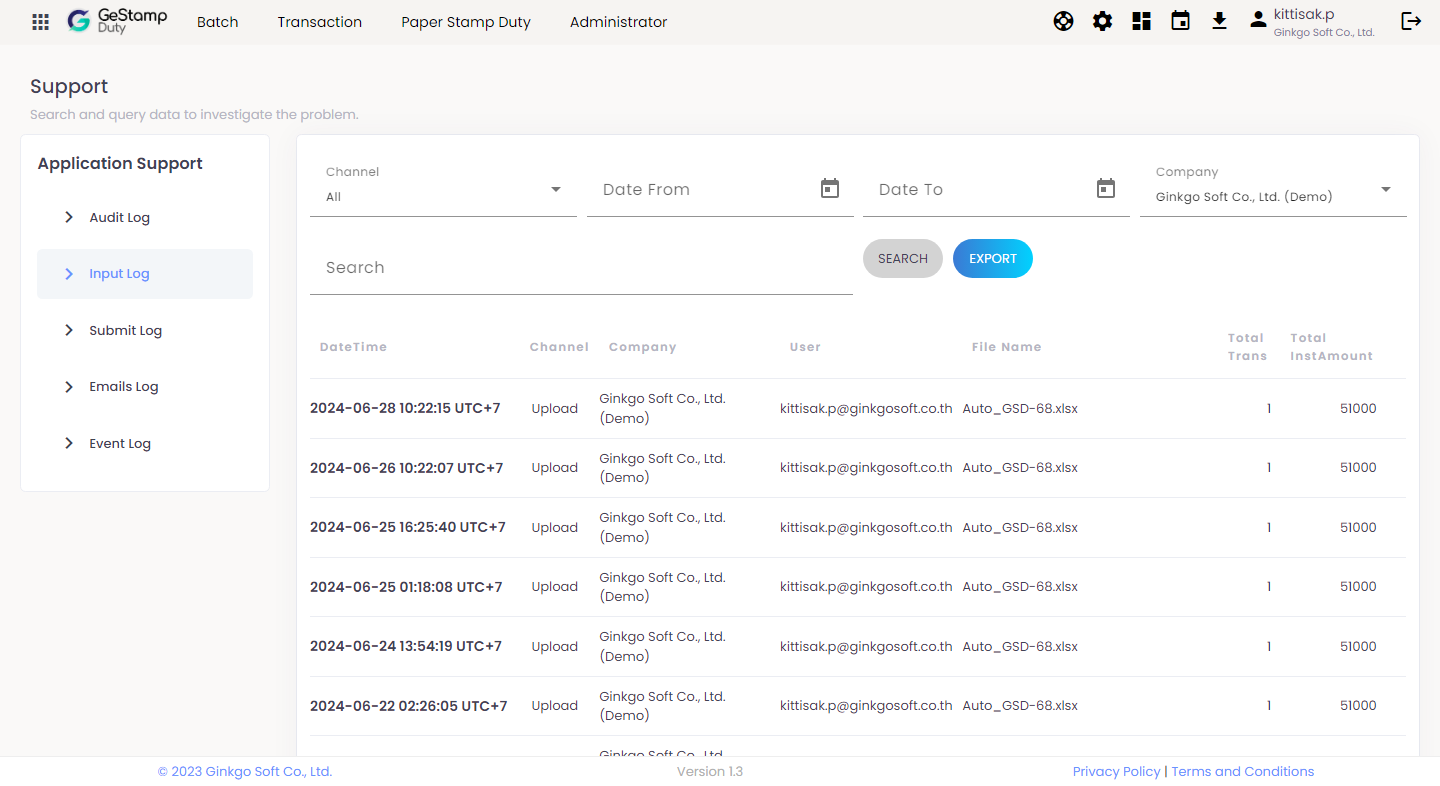 GeStamp Duty
Batch Transaction Paper Stamp Duty Administrator
kittisak.p
Ginkgo Soft Co., Ltd.
Support
Search and query data to investigate the problem.
Application Support
Audit Log
Input Log
Submit Log
Emails Log
Event Log
Channel
All
Date From
Date To
Company
Ginkgo Soft Co., Ltd. (Demo)
Search
SEARCH
EXPORT
DateTime Channel Company User File Name Total Trans Total InstAmount
2024-06-28 10:22:15 UTC+7 Upload Ginkgo Soft Co., Ltd. (Demo) kittisak.p@ginkgosoft.co.th Auto_GSD-68.xlsx 1 51000
2024-06-26 10:22:07 UTC+7 Upload Ginkgo Soft Co., Ltd. (Demo) kittisak.p@ginkgosoft.co.th Auto_GSD-68.xlsx 1 51000
2024-06-25 16:25:40 UTC+7 Upload Ginkgo Soft Co., Ltd. (Demo) kittisak.p@ginkgosoft.co.th Auto_GSD-68.xlsx 1 51000
2024-06-25 01:18:08 UTC+7 Upload Ginkgo Soft Co., Ltd. (Demo) kittisak.p@ginkgosoft.co.th Auto_GSD-68.xlsx 1 51000
2024-06-24 13:54:19 UTC+7 Upload Ginkgo Soft Co., Ltd. (Demo) kittisak.p@ginkgosoft.co.th Auto_GSD-68.xlsx 1 51000
2024-06-22 02:26:05 UTC+7 Upload Ginkgo Soft Co., Ltd. (Demo) kittisak.p@ginkgosoft.co.th Auto_GSD-68.xlsx 1 51000
Ginkgo Soft Co., Ltd.
© 2023 Ginkgo Soft Co., Ltd. Version 1.3 Privacy Policy | Terms and Conditions